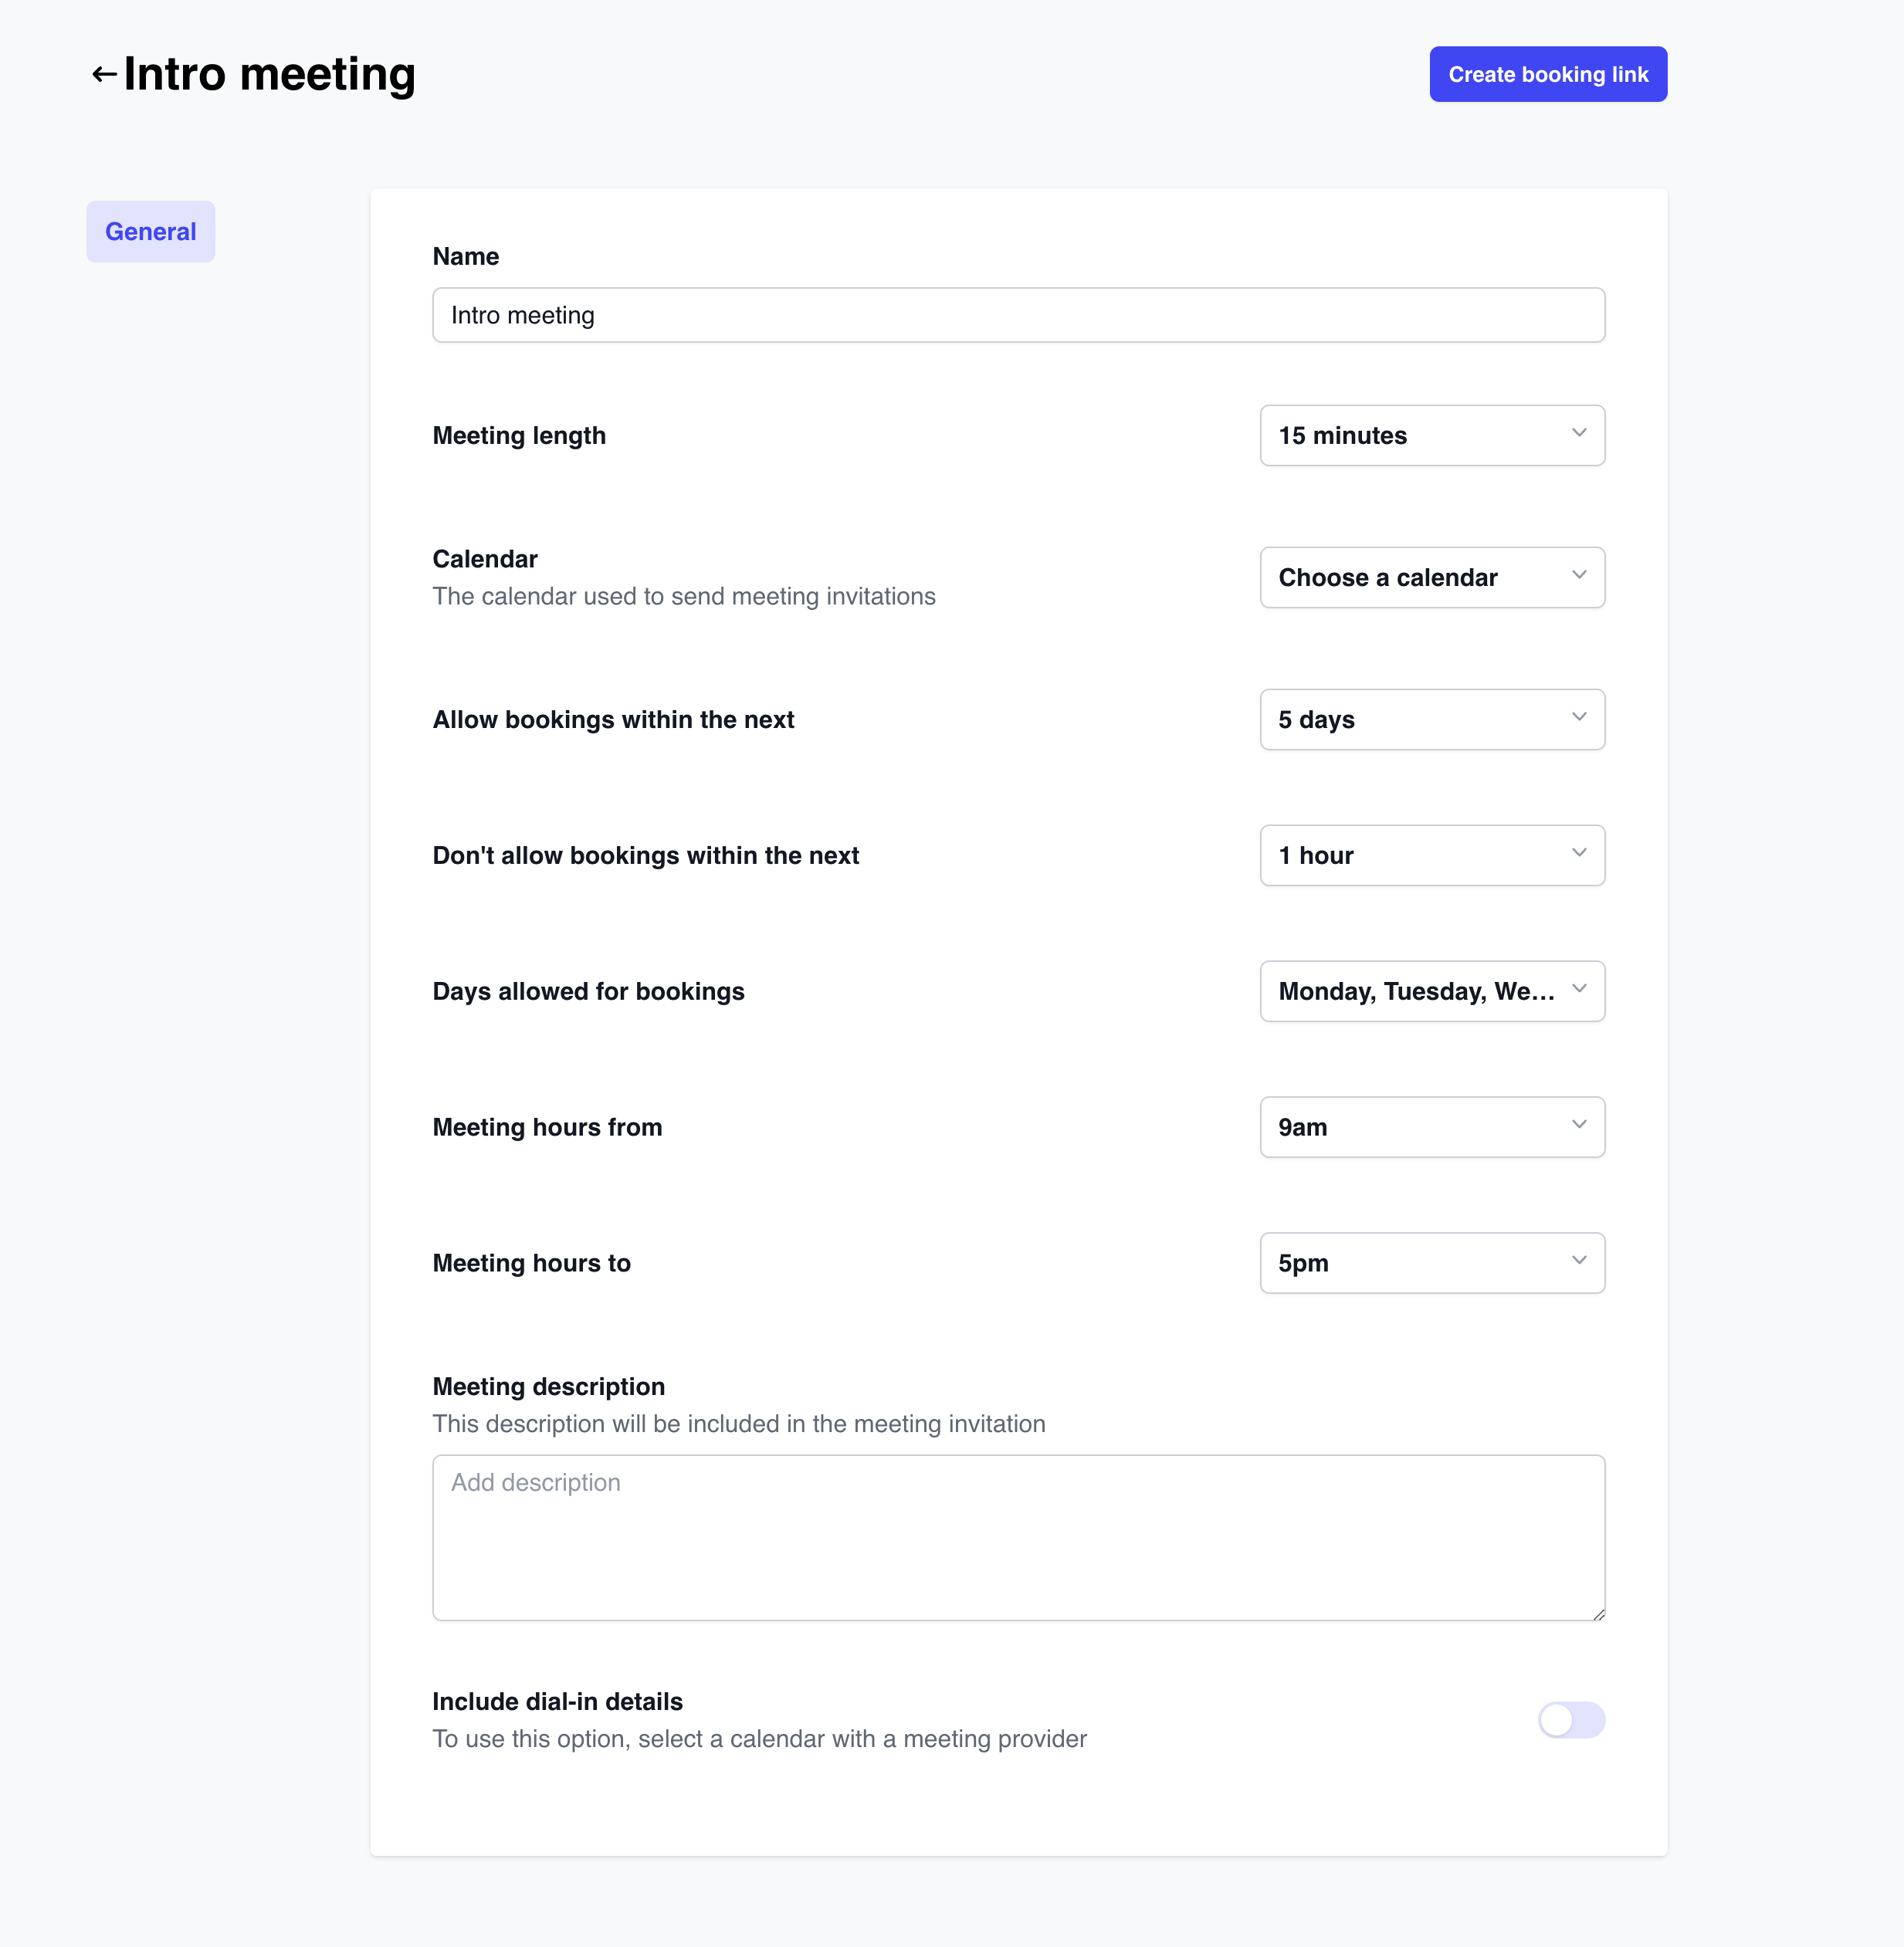 Intro meeting
Create booking link
General
Name
Intro meeting
Meeting length
15 minutes
Calendar
The calendar used to send meeting invitations
Choose a calendar
Allow bookings within the next
5 days
Don't allow bookings within the next
1 hour
Days allowed for bookings
Monday, Tuesday, We...
Meeting hours from
9am
Meeting hours to
5pm
Meeting description
This description will be included in the meeting invitation
Add description
Include dial-in details
To use this option, select a calendar with a meeting provider